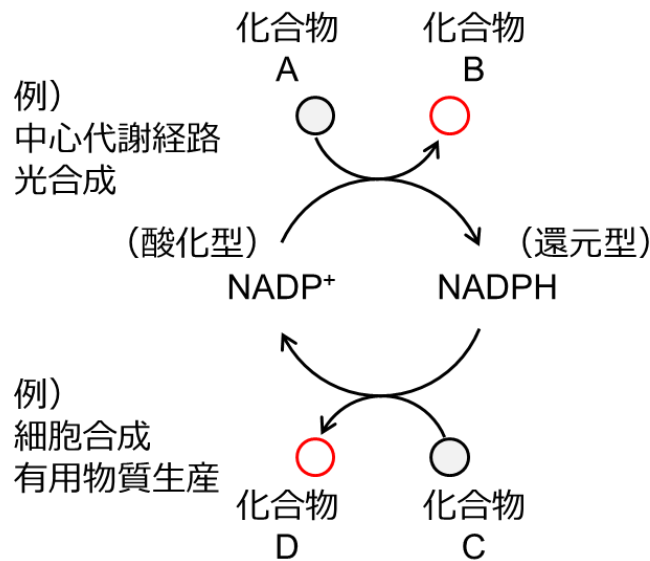 化合物
A
化合物
B
例）
中心代謝経路
光合成
（酸化型）
NADP⁺
（還元型）
NADPH
例）
細胞合成
有用物質生産
化合物
D
化合物
C